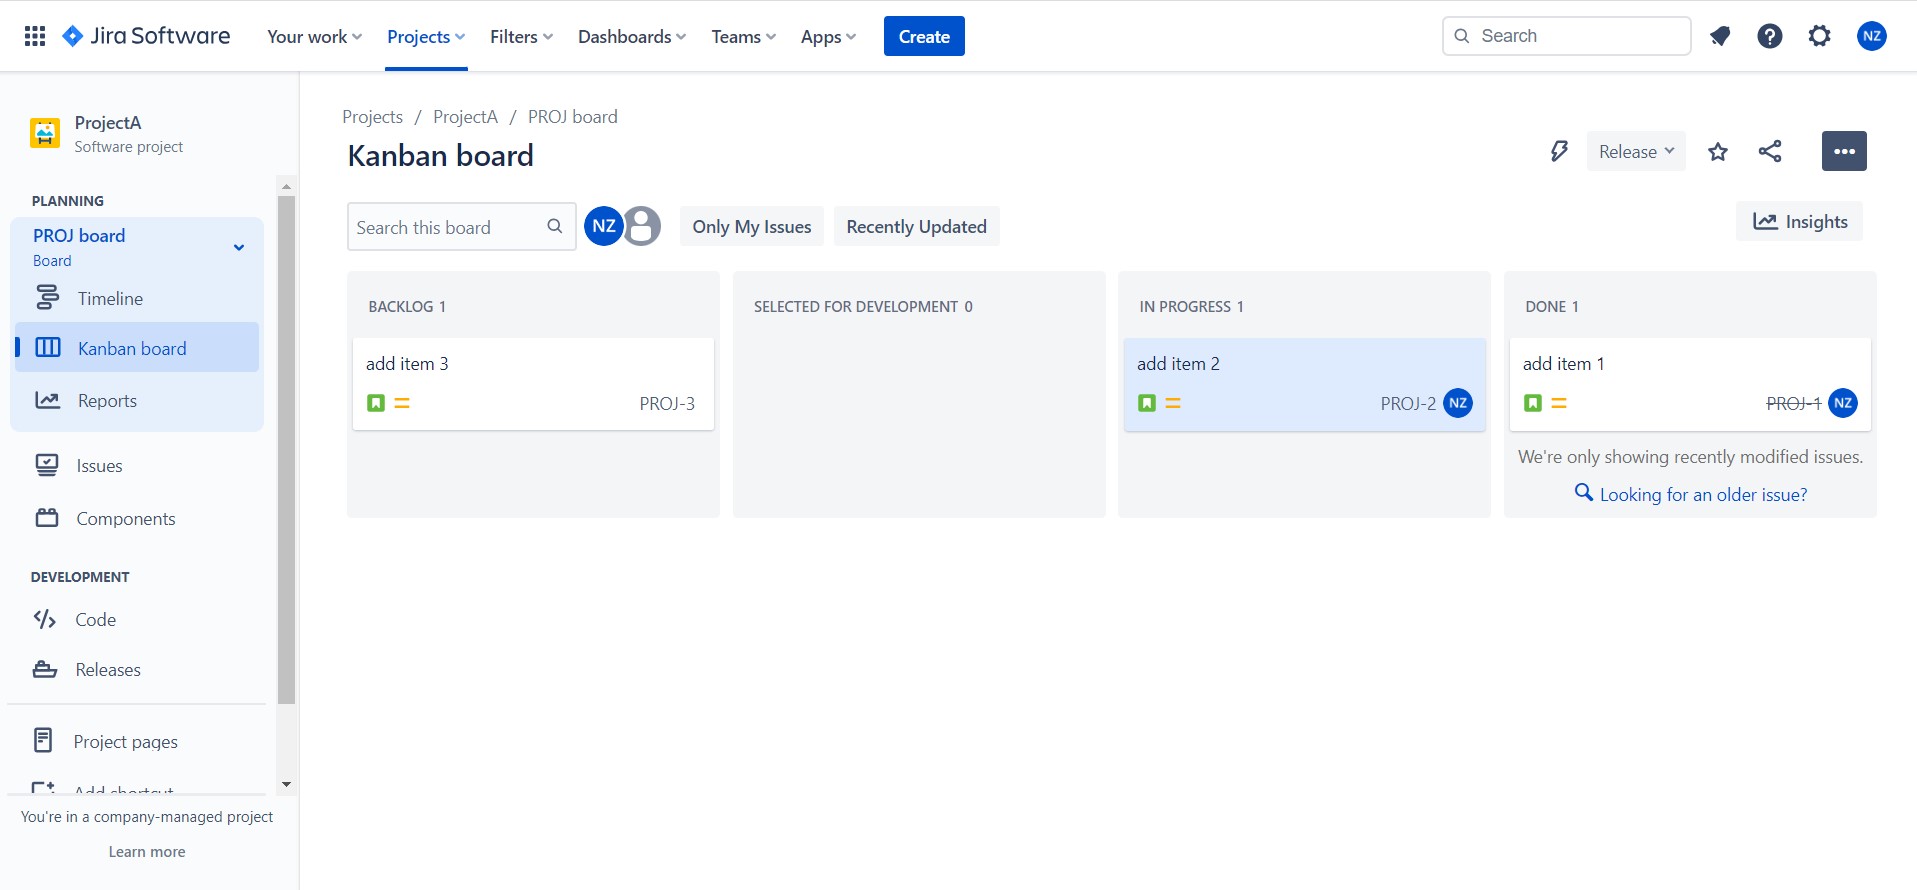 Jira Software Your work Projects Filters Dashboards Teams Apps Create Search NZ
ProjectA
Software project
PLANNING
PROJ board
Board
Timeline
Kanban board
Reports
Issues
Components
DEVELOPMENT
Code
Releases
Project pages
Add shortcut
You're in a company-managed project
Learn more
Projects / ProjectA / PROJ board
Kanban board
Release
Search this board NZ Only My Issues Recently Updated Insights
BACKLOG 1
add item 3
PROJ-3
SELECTED FOR DEVELOPMENT 0
IN PROGRESS 1
add item 2
PROJ-2 NZ
DONE 1
add item 1
PROJ-1 NZ
We're only showing recently modified issues.
Looking for an older issue?